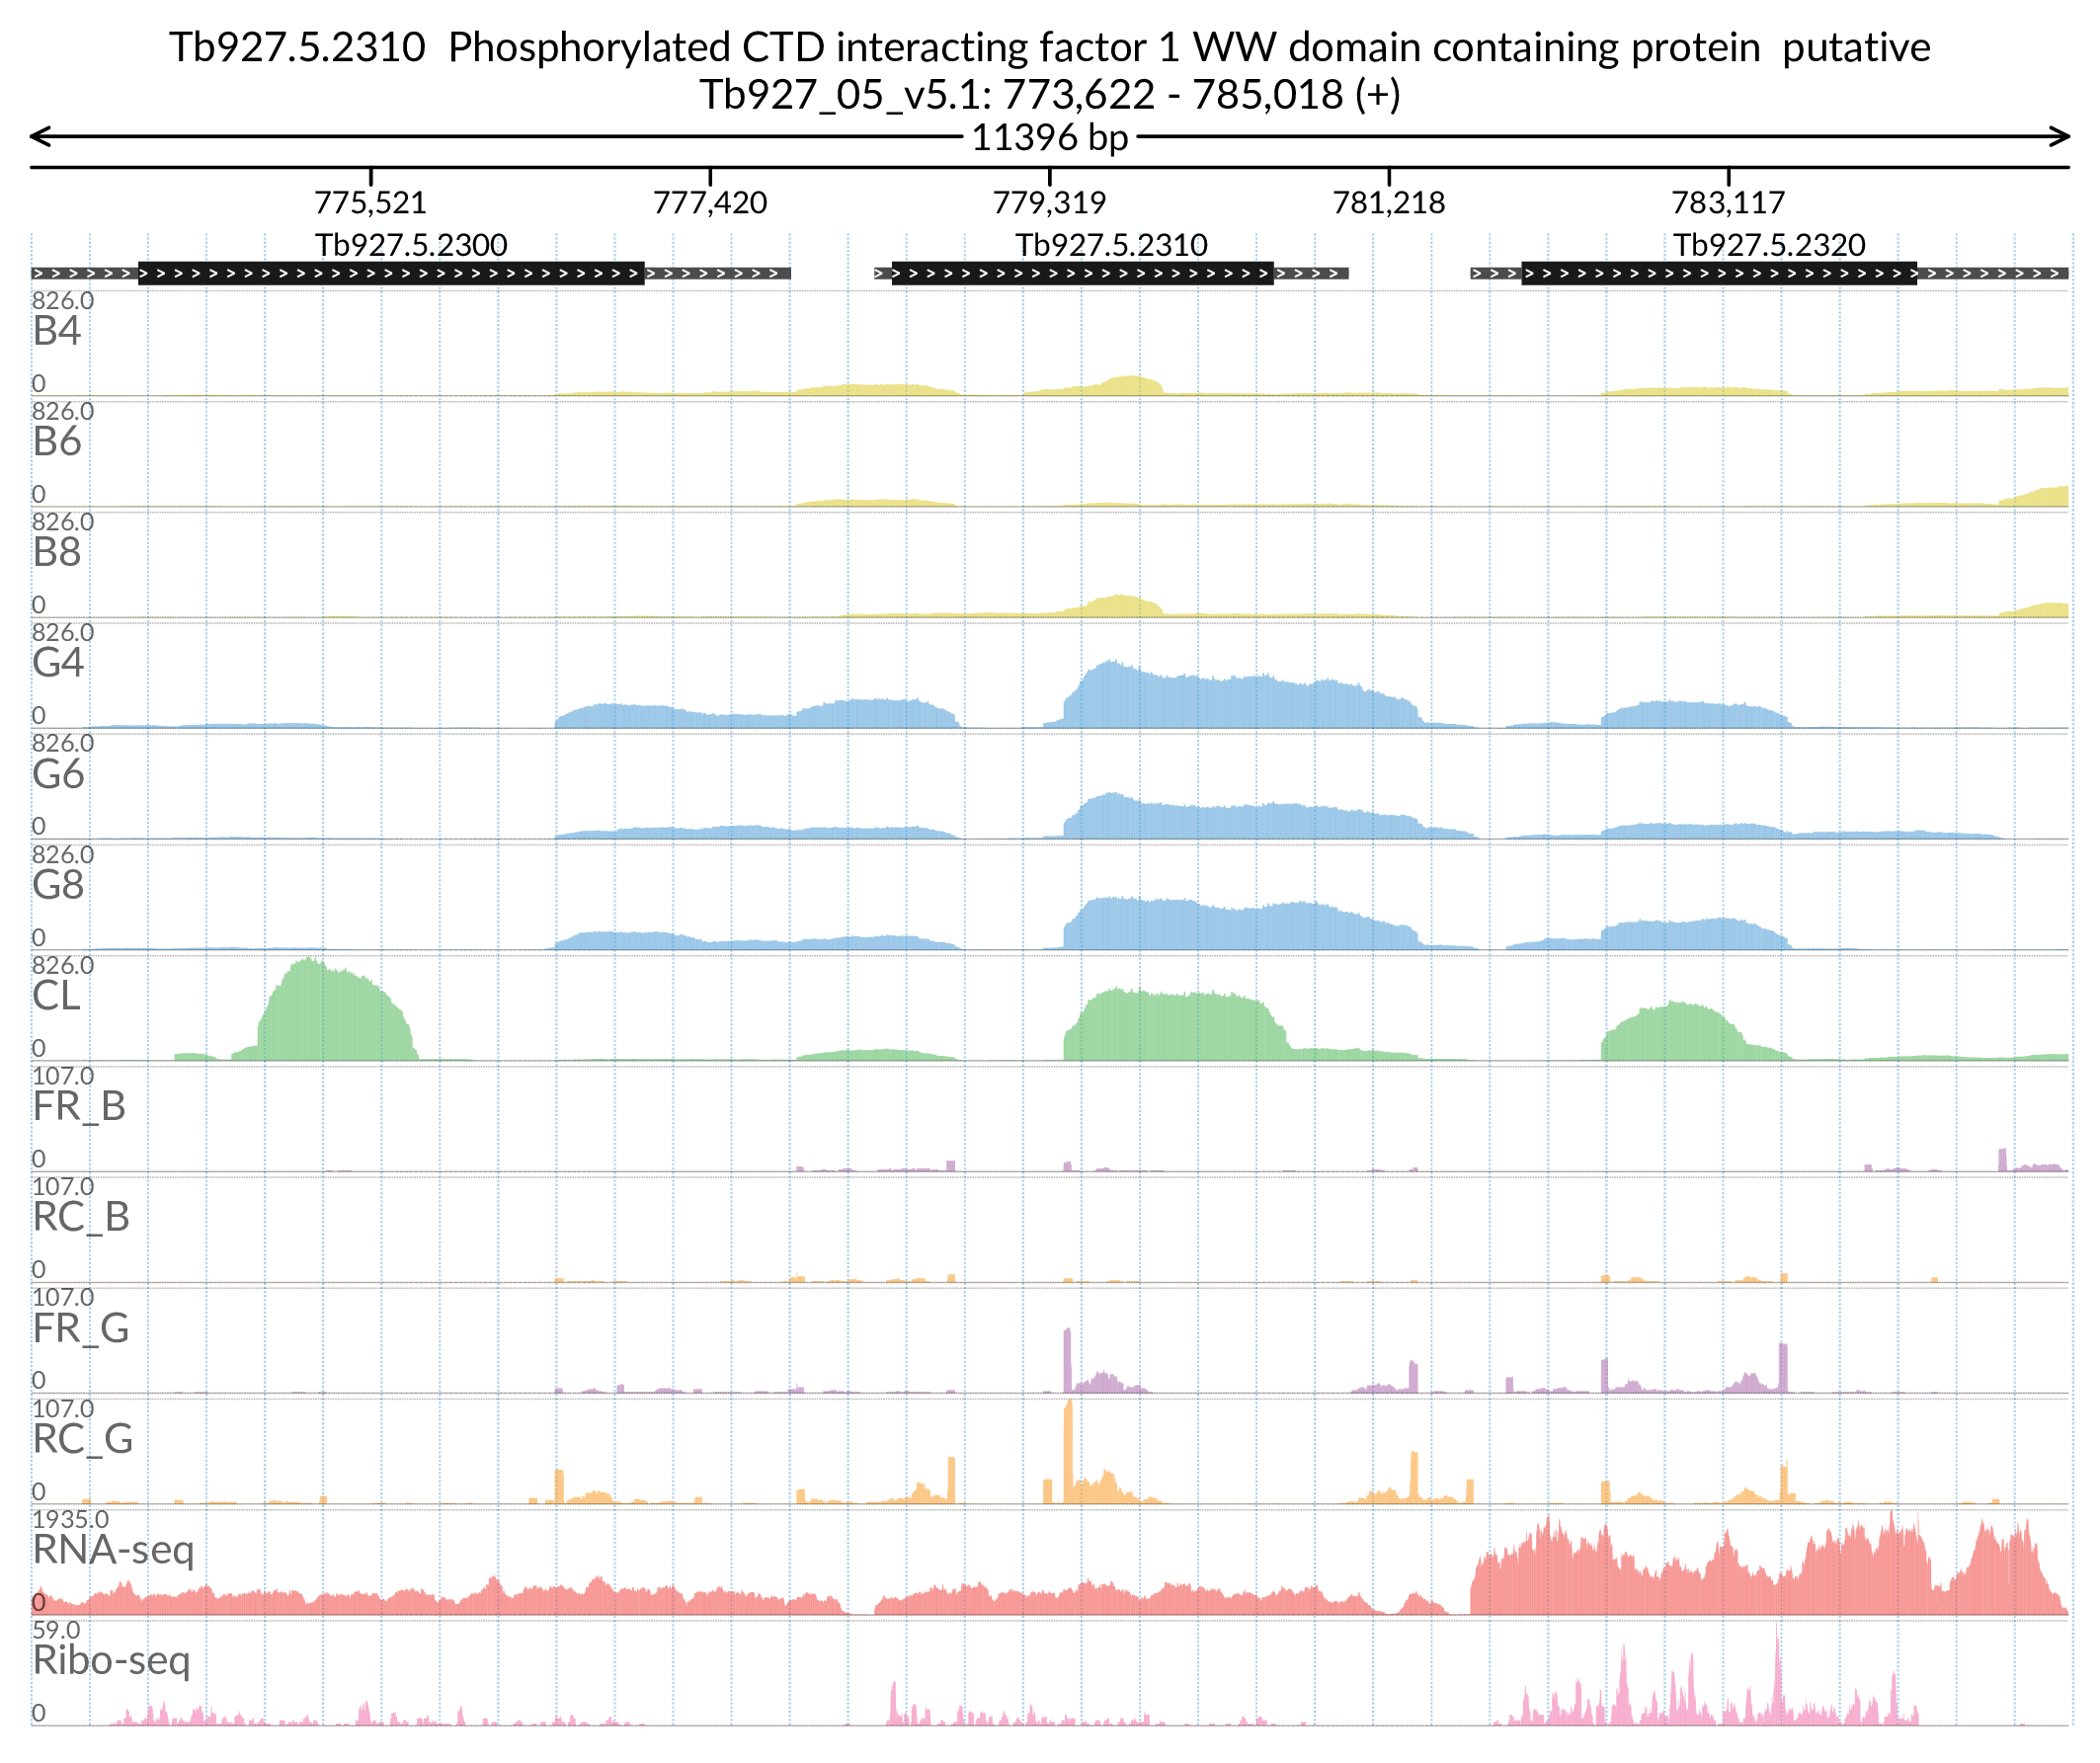 Tb927.5.2310  Phosphorylated CTD interacting factor 1 WW domain containing protein  putative
Tb927_05_v5.1: 773,622 - 785,018 (+)
11396 bp
775,521 777,420 779,319 781,218 783,117
Tb927.5.2300 Tb927.5.2310 Tb927.5.2320
826.0
B4
0
826.0
B6
0
826.0
B8
0
826.0
G4
0
826.0
G6
0
826.0
G8
0
826.0
CL
0
107.0
FR_B
0
107.0
RC_B
0
107.0
FR_G
0
107.0
RC_G
0
1935.0
RNA-seq
0
59.0
Ribo-seq
0